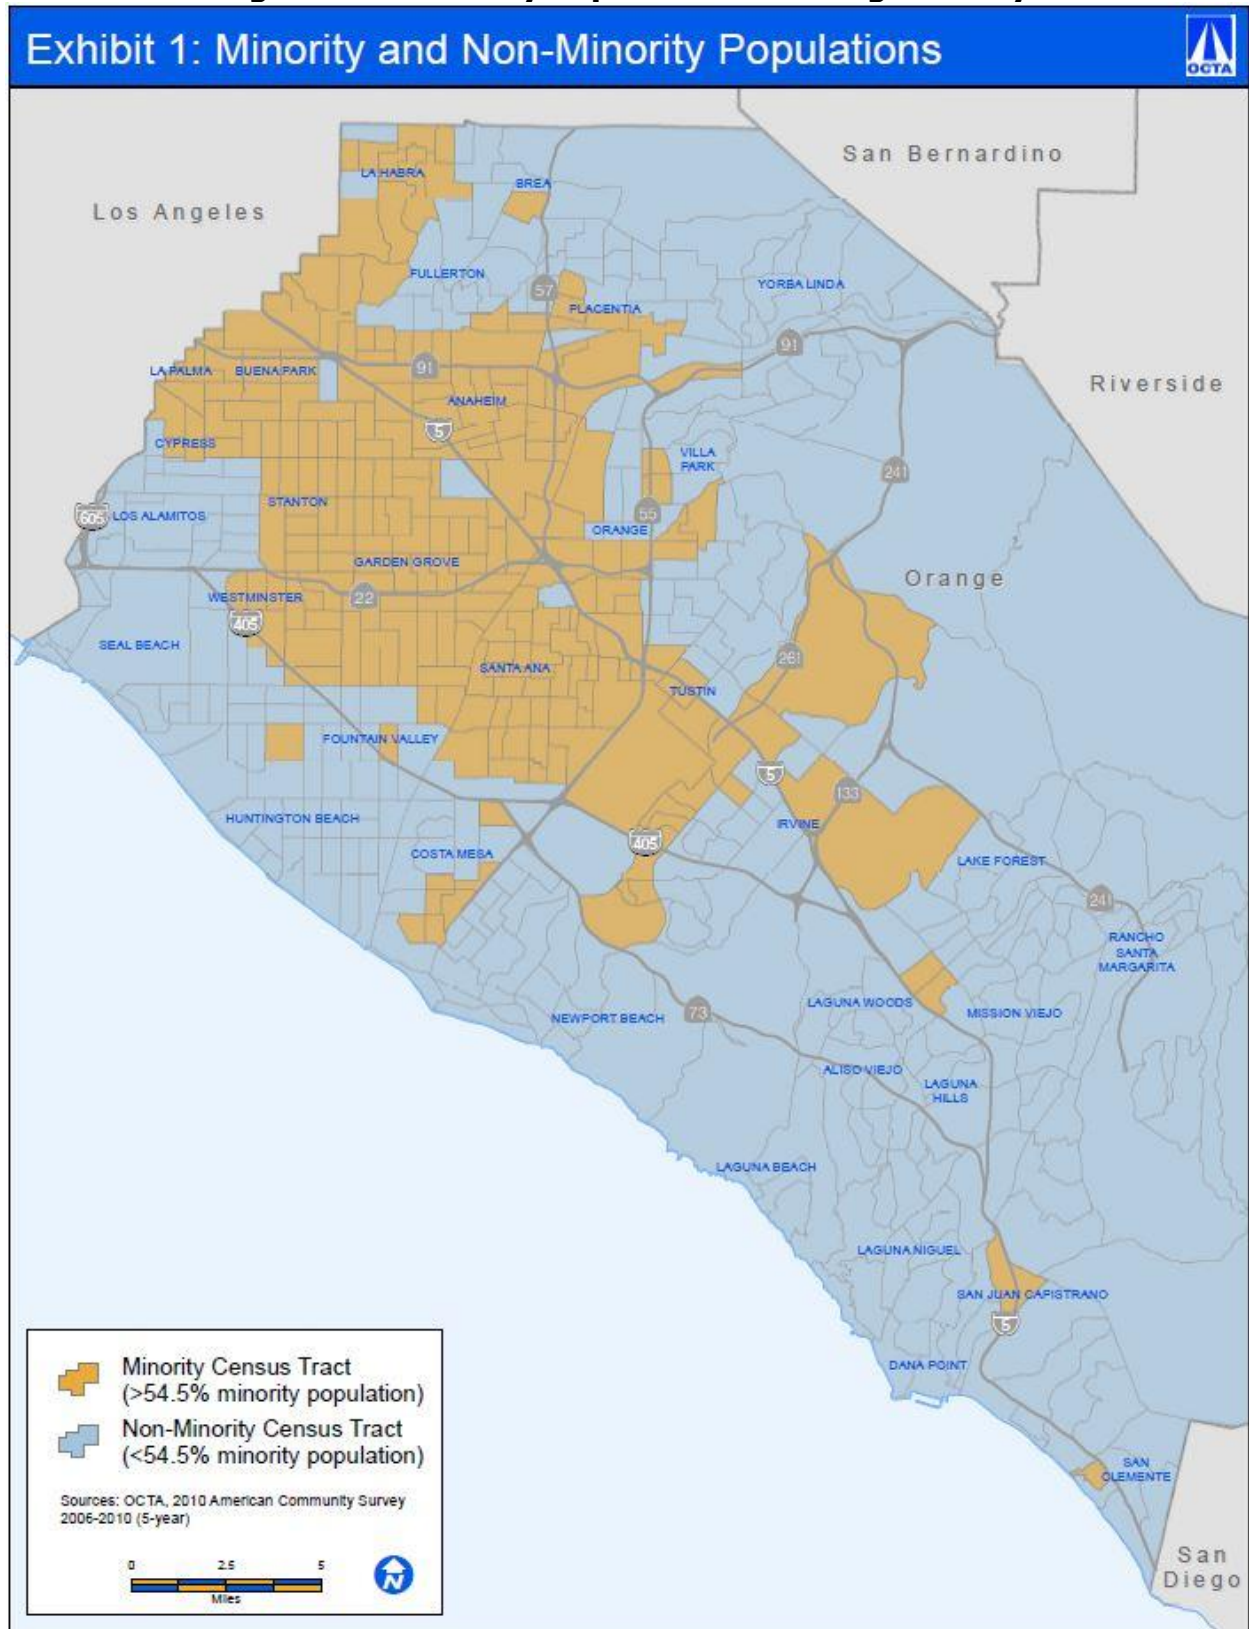 Exhibit 1: Minority and Non-Minority Populations
OCTA
San Bernardino
Los Angeles
LA HABRA
BREA
FULLERTON
YORBA LINDA
57
PLACENTIA
91
LA PALMA
BUENA PARK
91
Riverside
ANAHEIM
5
CYPRESS
VILLA
PARK
241
STANTON
605
LOS ALAMITOS
55
ORANGE
GARDEN GROVE
Orange
WESTMINSTER
22
405
SEAL BEACH
261
SANTA ANA
TUSTIN
FOUNTAIN VALLEY
5
133
HUNTINGTON BEACH
IRVINE
405
COSTA MESA
LAKE FOREST
241
RANCHO
SANTA
MARGARITA
LAGUNA WOODS
73
NEWPORT BEACH
MISSION VIEJO
ALISO VIEJO
LAGUNA
HILLS
LAGUNA BEACH
LAGUNA NIGUEL
SAN JUAN CAPISTRANO
5
DANA POINT
SAN
CLEMENTE
San
Diego
Minority Census Tract
(>54.5% minority population)
Non-Minority Census Tract
(<54.5% minority population)
Sources: OCTA, 2010 American Community Survey
2006-2010 (5-year)
0 2.5 5
Miles
N